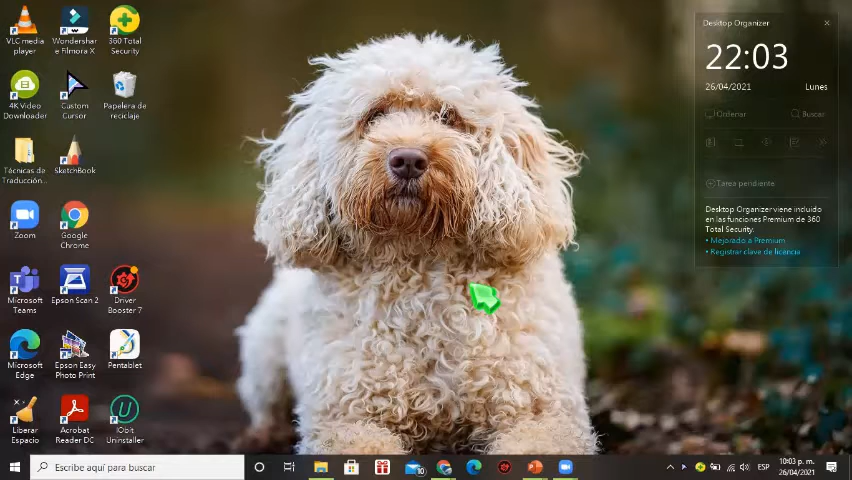 VLC media
player
Wondershar
e Filmora X
360 Total
Security
4K Video
Downloader
Custom
Cursor
Papelera de
reciclaje
Técnicas de
Traducción...
SketchBook
Zoom
Google
Chrome
Microsoft
Teams
Epson Scan 2
Driver
Booster 7
Microsoft
Edge
Epson Easy
Photo Print
Pentablet
Liberar
Espacio
Acrobat
Reader DC
IObit
Uninstaller
Desktop Organizer
22:03
26/04/2021 Lunes
Ordenar Buscar
Tarea pendiente
Desktop Organizer viene incluido
en las funciones Premium de 360
Total Security.
• Mejorado a Premium
• Registrar clave de licencia
Escribe aquí para buscar
10
ESP
10:03 p. m.
26/04/2021